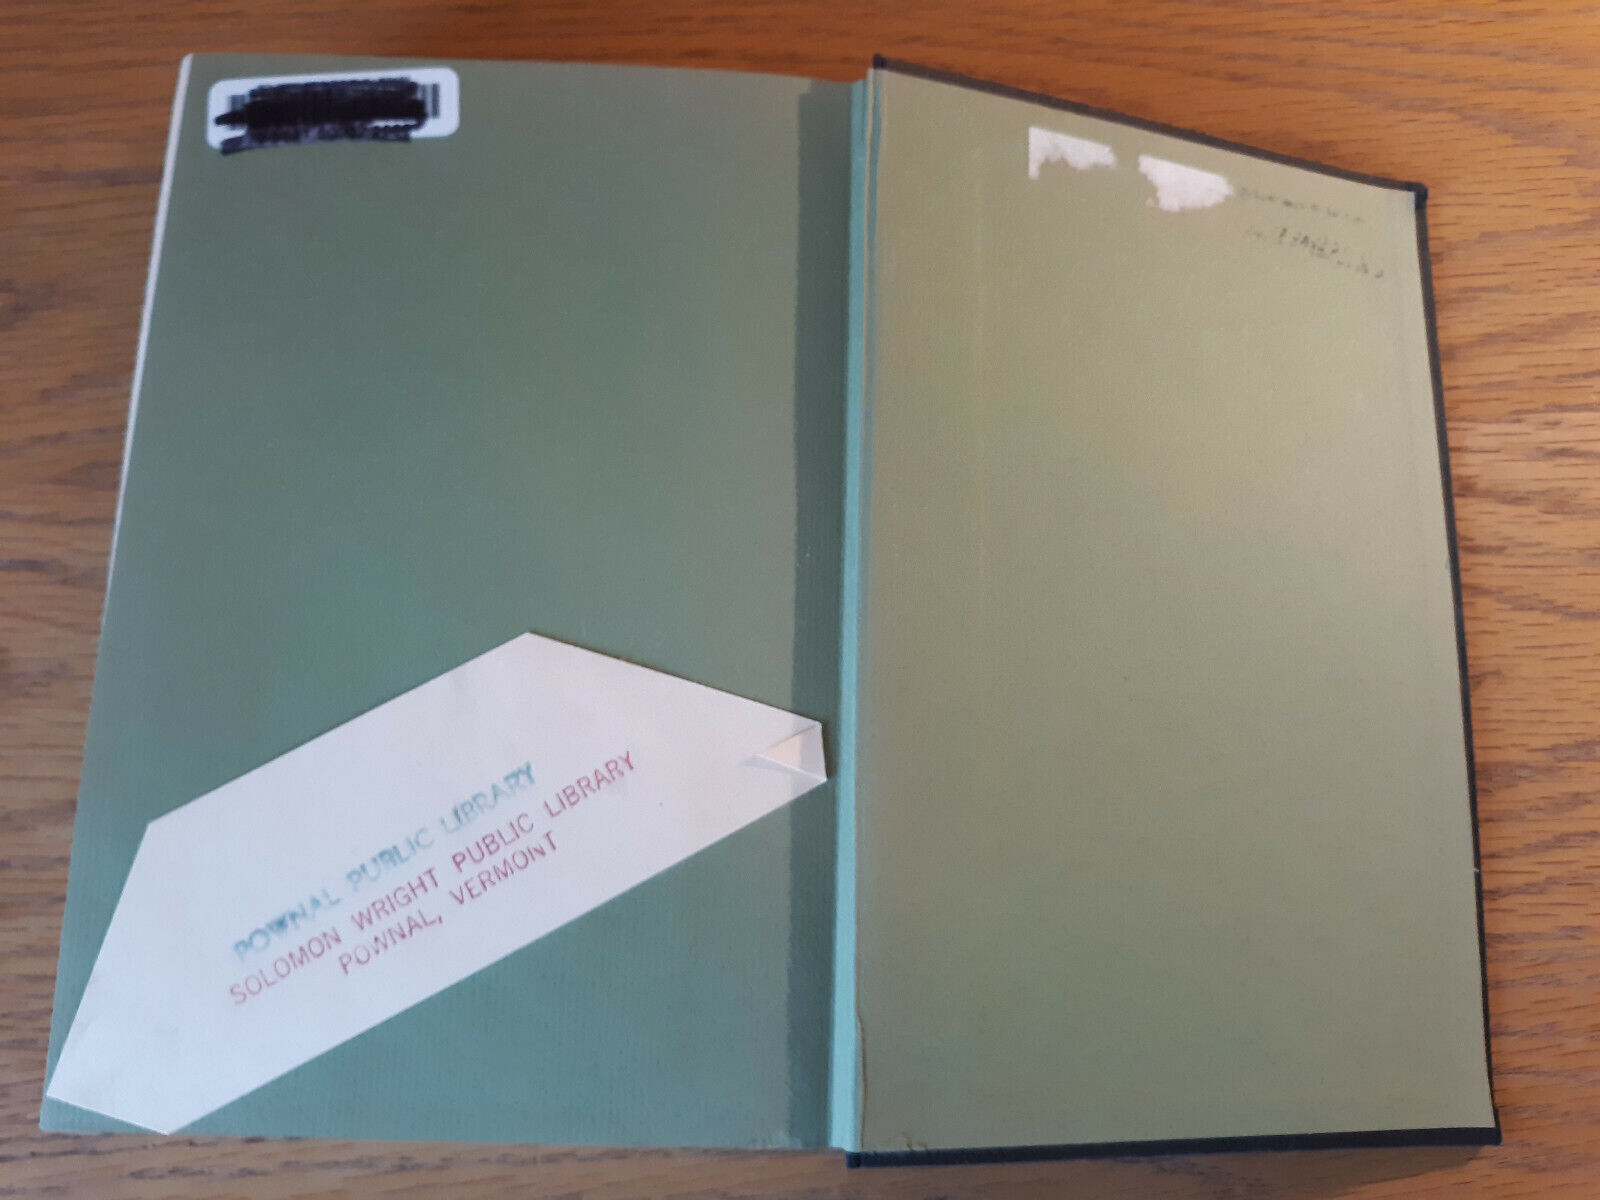 POWNAL PUBLIC LIBRARY
SOLOMON WRIGHT PUBLIC LIBRARY
POWNAL, VERMONT